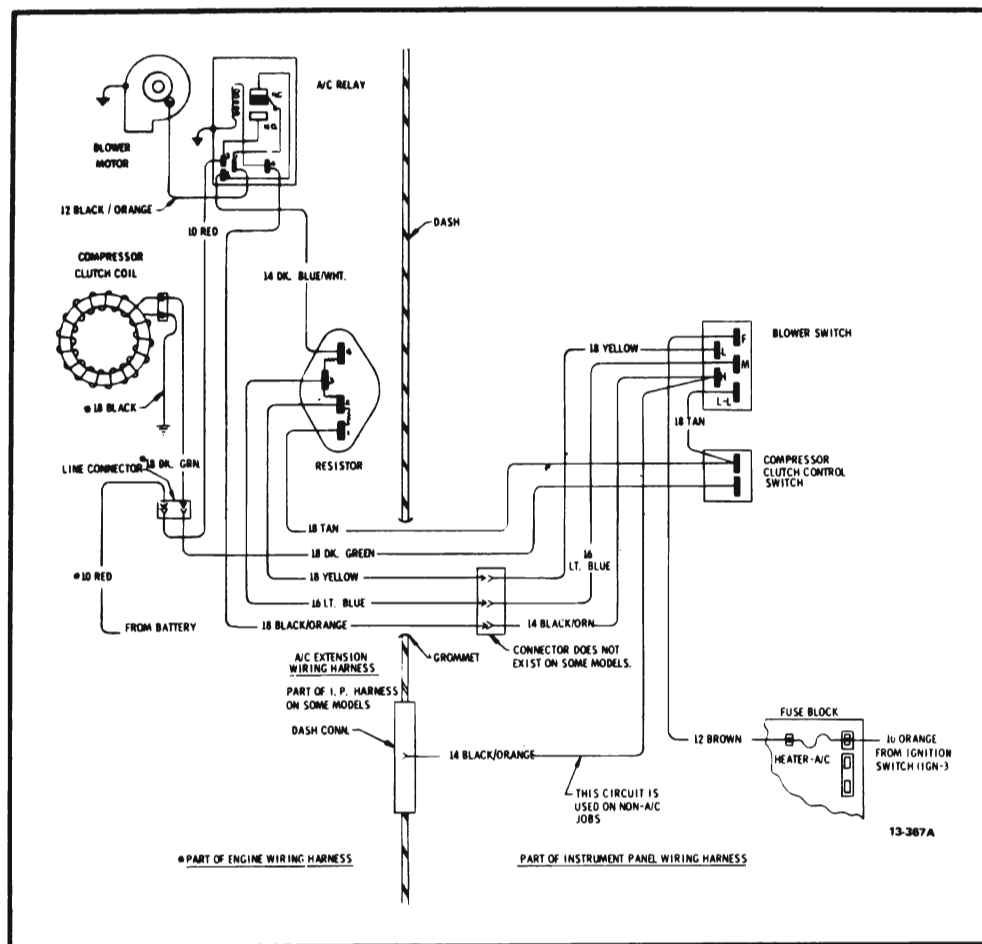 A/C RELAY
BLOWER
MOTOR
12 BLACK / ORANGE
10 RED
DASH
COMPRESSOR
CLUTCH COIL
14 DK. BLUE/WHT.
BLOWER SWITCH
F
L
M
H
L-L
18 YELLOW
18 TAN
18 BLACK
RESISTOR
COMPRESSOR
CLUTCH CONTROL
SWITCH
LINE CONNECTOR
18 DK. GRN.
18 TAN
18 DK. GREEN
16
LT. BLUE
10 RED
18 YELLOW
16 LT. BLUE
FROM BATTERY
18 BLACK/ORANGE
14 BLACK/ORN
GROMMET
CONNECTOR DOES NOT
EXIST ON SOME MODELS.
A/C EXTENSION
WIRING HARNESS
PART OF I. P. HARNESS
ON SOME MODELS
DASH CONN.
FUSE BLOCK
12 BROWN
HEATER-A/C
ORANGE
FROM IGNITION
SWITCH (IGN-3)
14 BLACK/ORANGE
THIS CIRCUIT IS
USED ON NON-A/C
JOBS
13-387A
PART OF ENGINE WIRING HARNESS
PART OF INSTRUMENT PANEL WIRING HARNESS